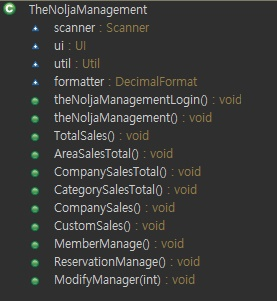 TheNoljaManagement
scanner : Scanner
ui : UI
util : Util
formatter : DecimalFormat
theNoljaManagementLogin() : void
theNoljaManagement() : void
TotalSales() : void
AreaSalesTotal() : void
CompanySalesTotal() : void
CategorySalesTotal() : void
CompanySales() : void
CustomSales() : void
MemberManage() : void
ReservationManage() : void
ModifyManager(int) : void